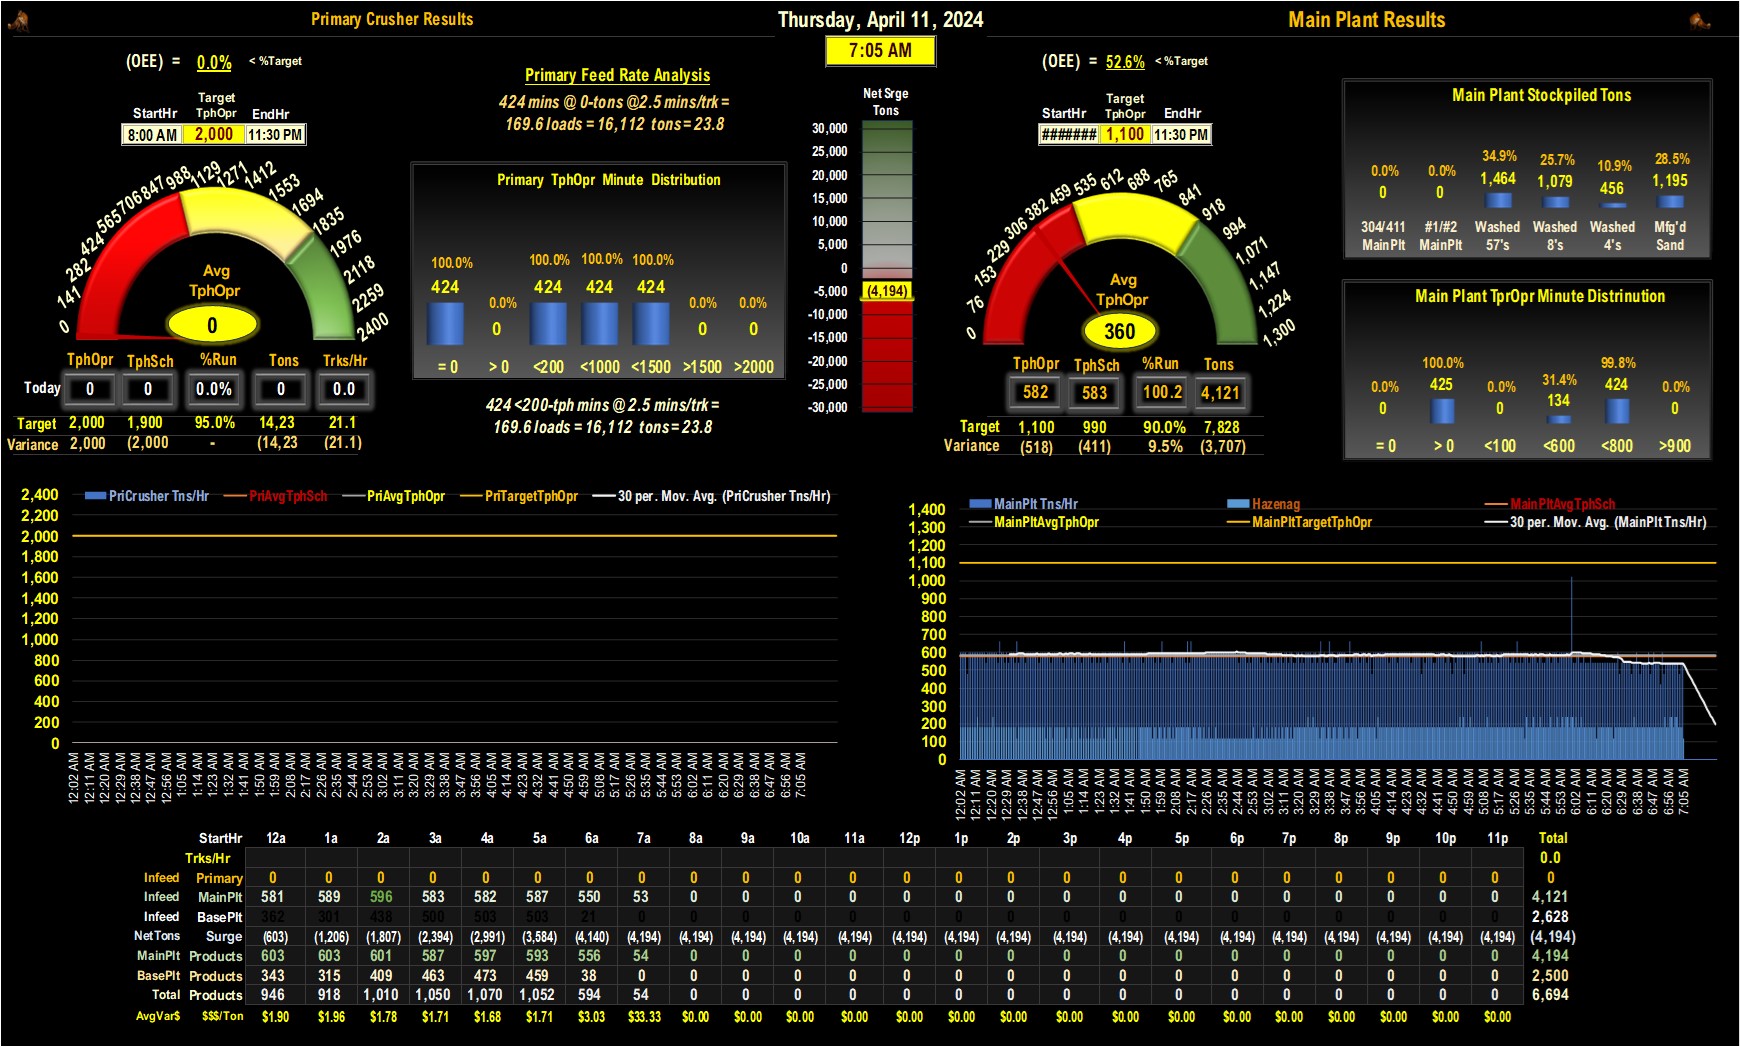 Primary Crusher Results
Thursday, April 11, 2024
Main Plant Results
7:05 AM
(OEE) = 0.0% < %Target
StartHr Target TphOpr EndHr
8:00 AM 2,000 11:30 PM
0 141 282 424 565 706 847 988 1129 1271 1412 1553 1694 1835 1976 2118 2259 2400
Avg
TphOpr
0
TphOpr TphSch %Run Tons Trks/Hr
Today 0 0 0.0% 0 0.0
Target 2,000 1,900 95.0% 14,23 21.1
Variance 2,000 (2,000 - (14,23 (21.1)
Primary Feed Rate Analysis
424 mins @ 0-tons @2.5 mins/trk =
169.6 loads = 16,112 tons = 23.8
Primary TphOpr Minute Distribution
100.0% 0.0% 100.0% 100.0% 100.0% 0.0% 0.0%
424 0 424 424 424 0 0
= 0 > 0 <200 <1000 <1500 >1500 >2000
424 <200-tph mins @ 2.5 mins/trk =
169.6 loads = 16,112 tons = 23.8
Net Srge
Tons
30,000
25,000
20,000
15,000
10,000
5,000
0
-5,000
(4,194)
-10,000
-15,000
-20,000
-25,000
-30,000
(OEE) = 52.6% < %Target
StartHr Target TphOpr EndHr
####### 1,100 11:30 PM
0 76 153 229 306 382 459 535 612 688 765 841 918 994 1,071 1,147 1,224 1,300
Avg
TphOpr
360
TphOpr TphSch %Run Tons
582 583 100.2 4,121
Target 1,100 990 90.0% 7,828
Variance (518) (411) 9.5% (3,707)
Main Plant Stockpiled Tons
0.0% 0.0% 34.9% 25.7% 10.9% 28.5%
0 0 1,464 1,079 456 1,195
304/411 #1/#2 Washed Washed Washed Mfg'd
MainPlt MainPlt 57's 8's 4's Sand
Main Plant TprOpr Minute Distrinution
0.0% 100.0% 0.0% 31.4% 99.8% 0.0%
0 425 0 134 424 0
= 0 > 0 <100 <600 <800 >900
PriCrusher Tns/Hr PriAvgTphSch PriAvgTphOpr PriTargetTphOpr 30 per. Mov. Avg. (PriCrusher Tns/Hr)
2,400
2,200
2,000
1,800
1,600
1,400
1,200
1,000
800
600
400
200
0
12:02 AM 12:11 AM 12:20 AM 12:29 AM 12:38 AM 12:47 AM 12:56 AM 1:05 AM 1:14 AM 1:23 AM 1:32 AM 1:41 AM 1:50 AM 1:59 AM 2:08 AM 2:17 AM 2:26 AM 2:35 AM 2:44 AM 2:53 AM 3:02 AM 3:11 AM 3:20 AM 3:29 AM 3:38 AM 3:47 AM 3:56 AM 4:05 AM 4:14 AM 4:23 AM 4:32 AM 4:41 AM 4:50 AM 4:59 AM 5:08 AM 5:17 AM 5:26 AM 5:35 AM 5:44 AM 5:53 AM 6:02 AM 6:11 AM 6:20 AM 6:29 AM 6:38 AM 6:47 AM 6:56 AM 7:05 AM
MainPlt Tns/Hr Hazenag MainPltAvgTphSch
MainPltAvgTphOpr MainPltTargetTphOpr 30 per. Mov. Avg. (MainPlt Tns/Hr)
1,400
1,300
1,200
1,100
1,000
900
800
700
600
500
400
300
200
100
0
12:02 AM 12:11 AM 12:20 AM 12:29 AM 12:38 AM 12:47 AM 12:56 AM 1:05 AM 1:14 AM 1:23 AM 1:32 AM 1:41 AM 1:50 AM 1:59 AM 2:08 AM 2:17 AM 2:26 AM 2:35 AM 2:44 AM 2:53 AM 3:02 AM 3:11 AM 3:20 AM 3:29 AM 3:38 AM 3:47 AM 3:56 AM 4:05 AM 4:14 AM 4:23 AM 4:32 AM 4:41 AM 4:50 AM 4:59 AM 5:08 AM 5:17 AM 5:26 AM 5:35 AM 5:44 AM 5:53 AM 6:02 AM 6:11 AM 6:20 AM 6:29 AM 6:38 AM 6:47 AM 6:56 AM 7:05 AM
StartHr 12a 1a 2a 3a 4a 5a 6a 7a 8a 9a 10a 11a 12p 1p 2p 3p 4p 5p 6p 7p 8p 9p 10p 11p Total
Trks/Hr 0.0
Infeed Primary 0 0 0 0 0 0 0 0 0 0 0 0 0 0 0 0 0 0 0 0 0 0 0 0 0
Infeed MainPlt 581 589 596 583 582 587 550 53 0 0 0 0 0 0 0 0 0 0 0 0 0 0 0 0 4,121
Infeed BasePlt 362 301 438 500 503 503 21 0 0 0 0 0 0 0 0 0 0 0 0 0 0 0 0 0 2,628
NetTons Surge (603) (1,206) (1,807) (2,394) (2,991) (3,584) (4,140) (4,194) (4,194) (4,194) (4,194) (4,194) (4,194) (4,194) (4,194) (4,194) (4,194) (4,194) (4,194) (4,194) (4,194) (4,194) (4,194) (4,194) (4,194)
MainPlt Products 603 603 601 587 597 593 556 54 0 0 0 0 0 0 0 0 0 0 0 0 0 0 0 0 4,194
BasePlt Products 343 315 409 463 473 459 38 0 0 0 0 0 0 0 0 0 0 0 0 0 0 0 0 0 2,500
Total Products 946 918 1,010 1,050 1,070 1,052 594 54 0 0 0 0 0 0 0 0 0 0 0 0 0 0 0 0 6,694
AvgVar$ $$$/Ton $1.90 $1.96 $1.78 $1.71 $1.68 $1.71 $3.03 $33.33 $0.00 $0.00 $0.00 $0.00 $0.00 $0.00 $0.00 $0.00 $0.00 $0.00 $0.00 $0.00 $0.00 $0.00 $0.00 $0.00